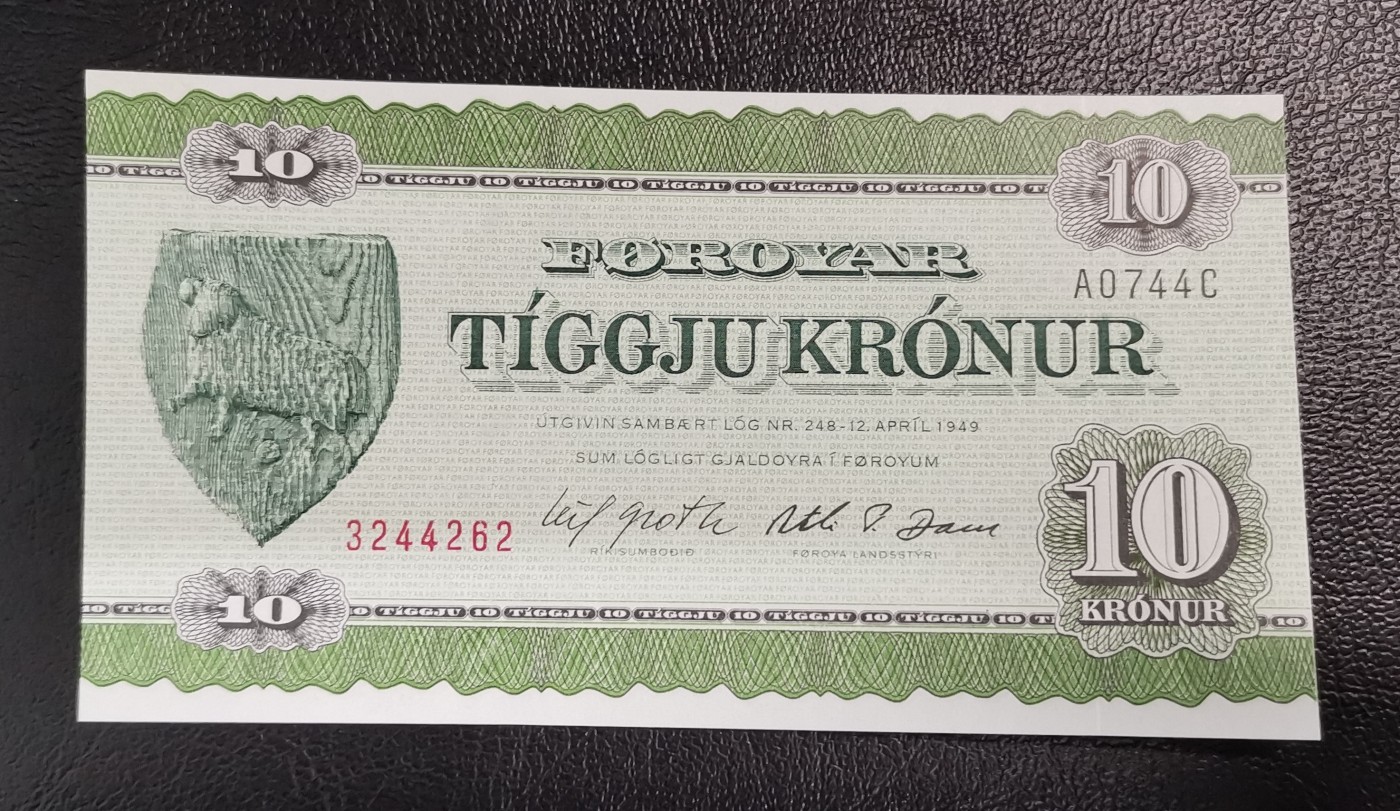 10
10 TÍGGJU 10 TÍGGJU 10 TÍGGJU 10 TÍGGJU 10 TÍGGJU 10
10
FØROYAR
A0744C
TÍGGJU KRÓNUR
ÚTGIVIN SAMBÆRT LÓG NR. 248-12. APRÍL 1949
SUM LÓGLIGT GJALDOYRA Í FØROYUM
3244262
RÍKISUMBOÐIÐ
FØROYA LANDSSTÝRI
10
KRÓNUR
10
10 TÍGGJU 10 TÍGGJU 10 TÍGGJU 10 TÍGGJU 10 TÍGGJU 10